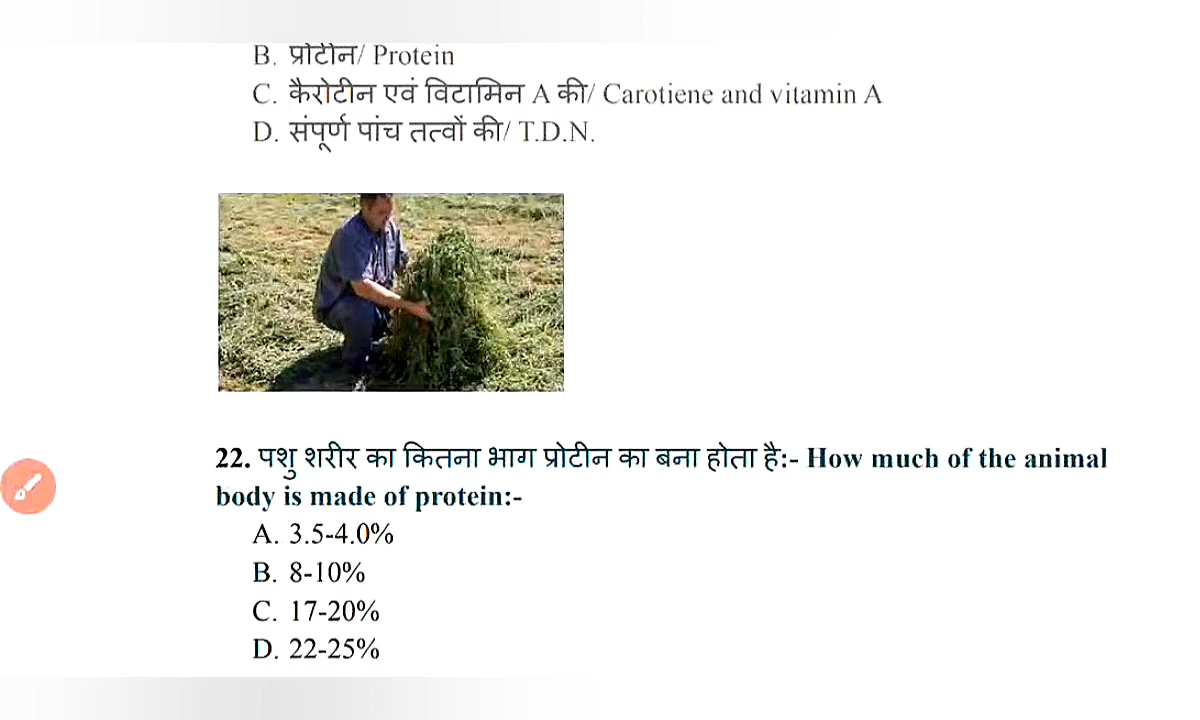 B. प्रोटीन/ Protein
C. कैरोटीन एवं विटामिन A की/ Carotiene and vitamin A
D. संपूर्ण पांच तत्वों की/ T.D.N.
22. पशु शरीर का कितना भाग प्रोटीन का बना होता है:- How much of the animal
body is made of protein:-
A. 3.5-4.0%
B. 8-10%
C. 17-20%
D. 22-25%